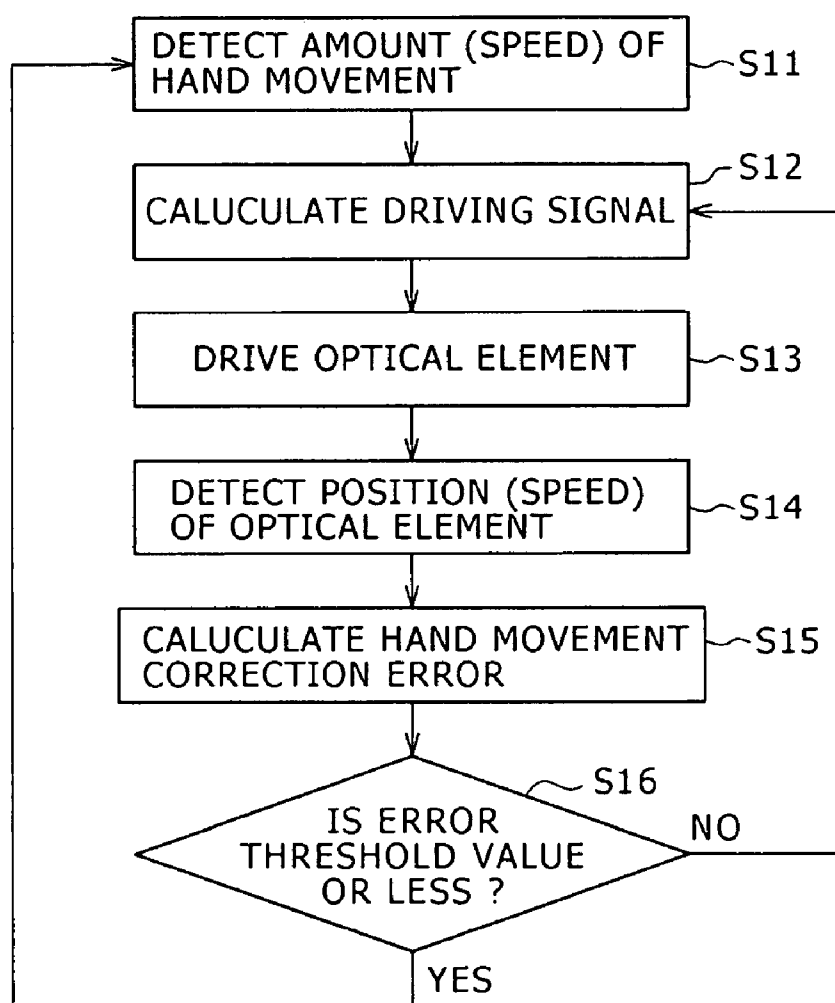 DETECT AMOUNT (SPEED) OF
HAND MOVEMENT
S11
S12
CALUCULATE DRIVING SIGNAL
DRIVE OPTICAL ELEMENT
S13
DETECT POSITION (SPEED)
OF OPTICAL ELEMENT
S14
CALUCULATE HAND MOVEMENT
CORRECTION ERROR
S15
S16
IS ERROR
THRESHOLD VALUE
OR LESS ?
NO
YES